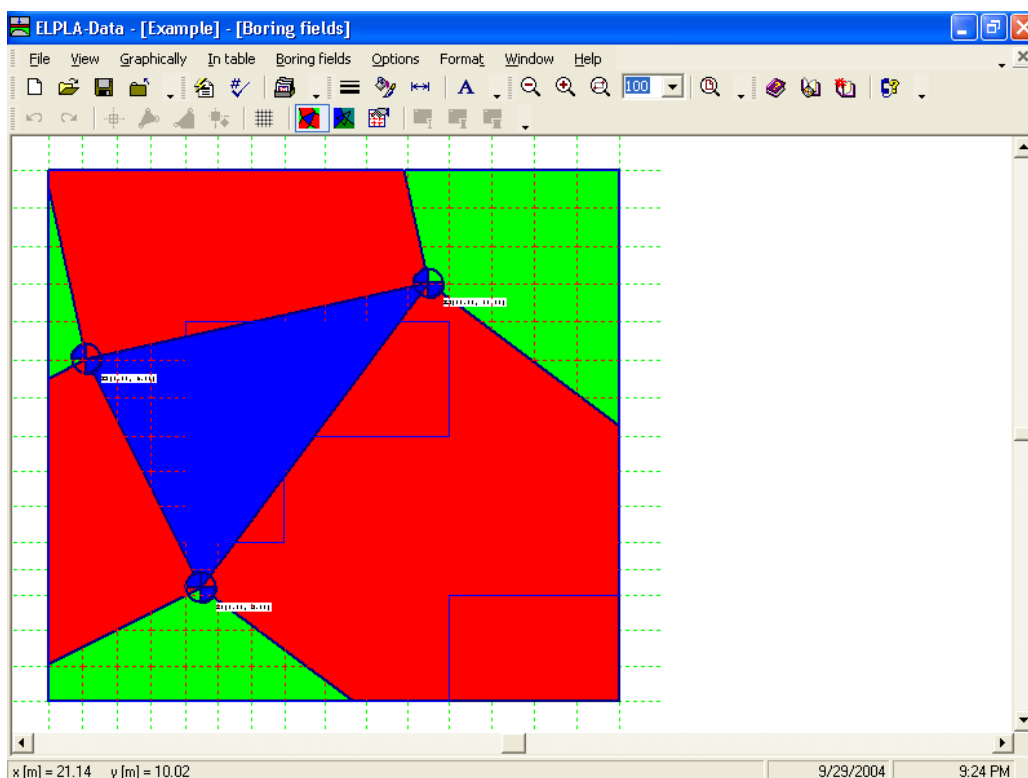 ELPLA-Data - [Example] - [Boring fields]
File View Graphically In table Boring fields Options Format Window Help
100
x [m] = 21.14 y [m] = 10.02 9/29/2004 9:24 PM